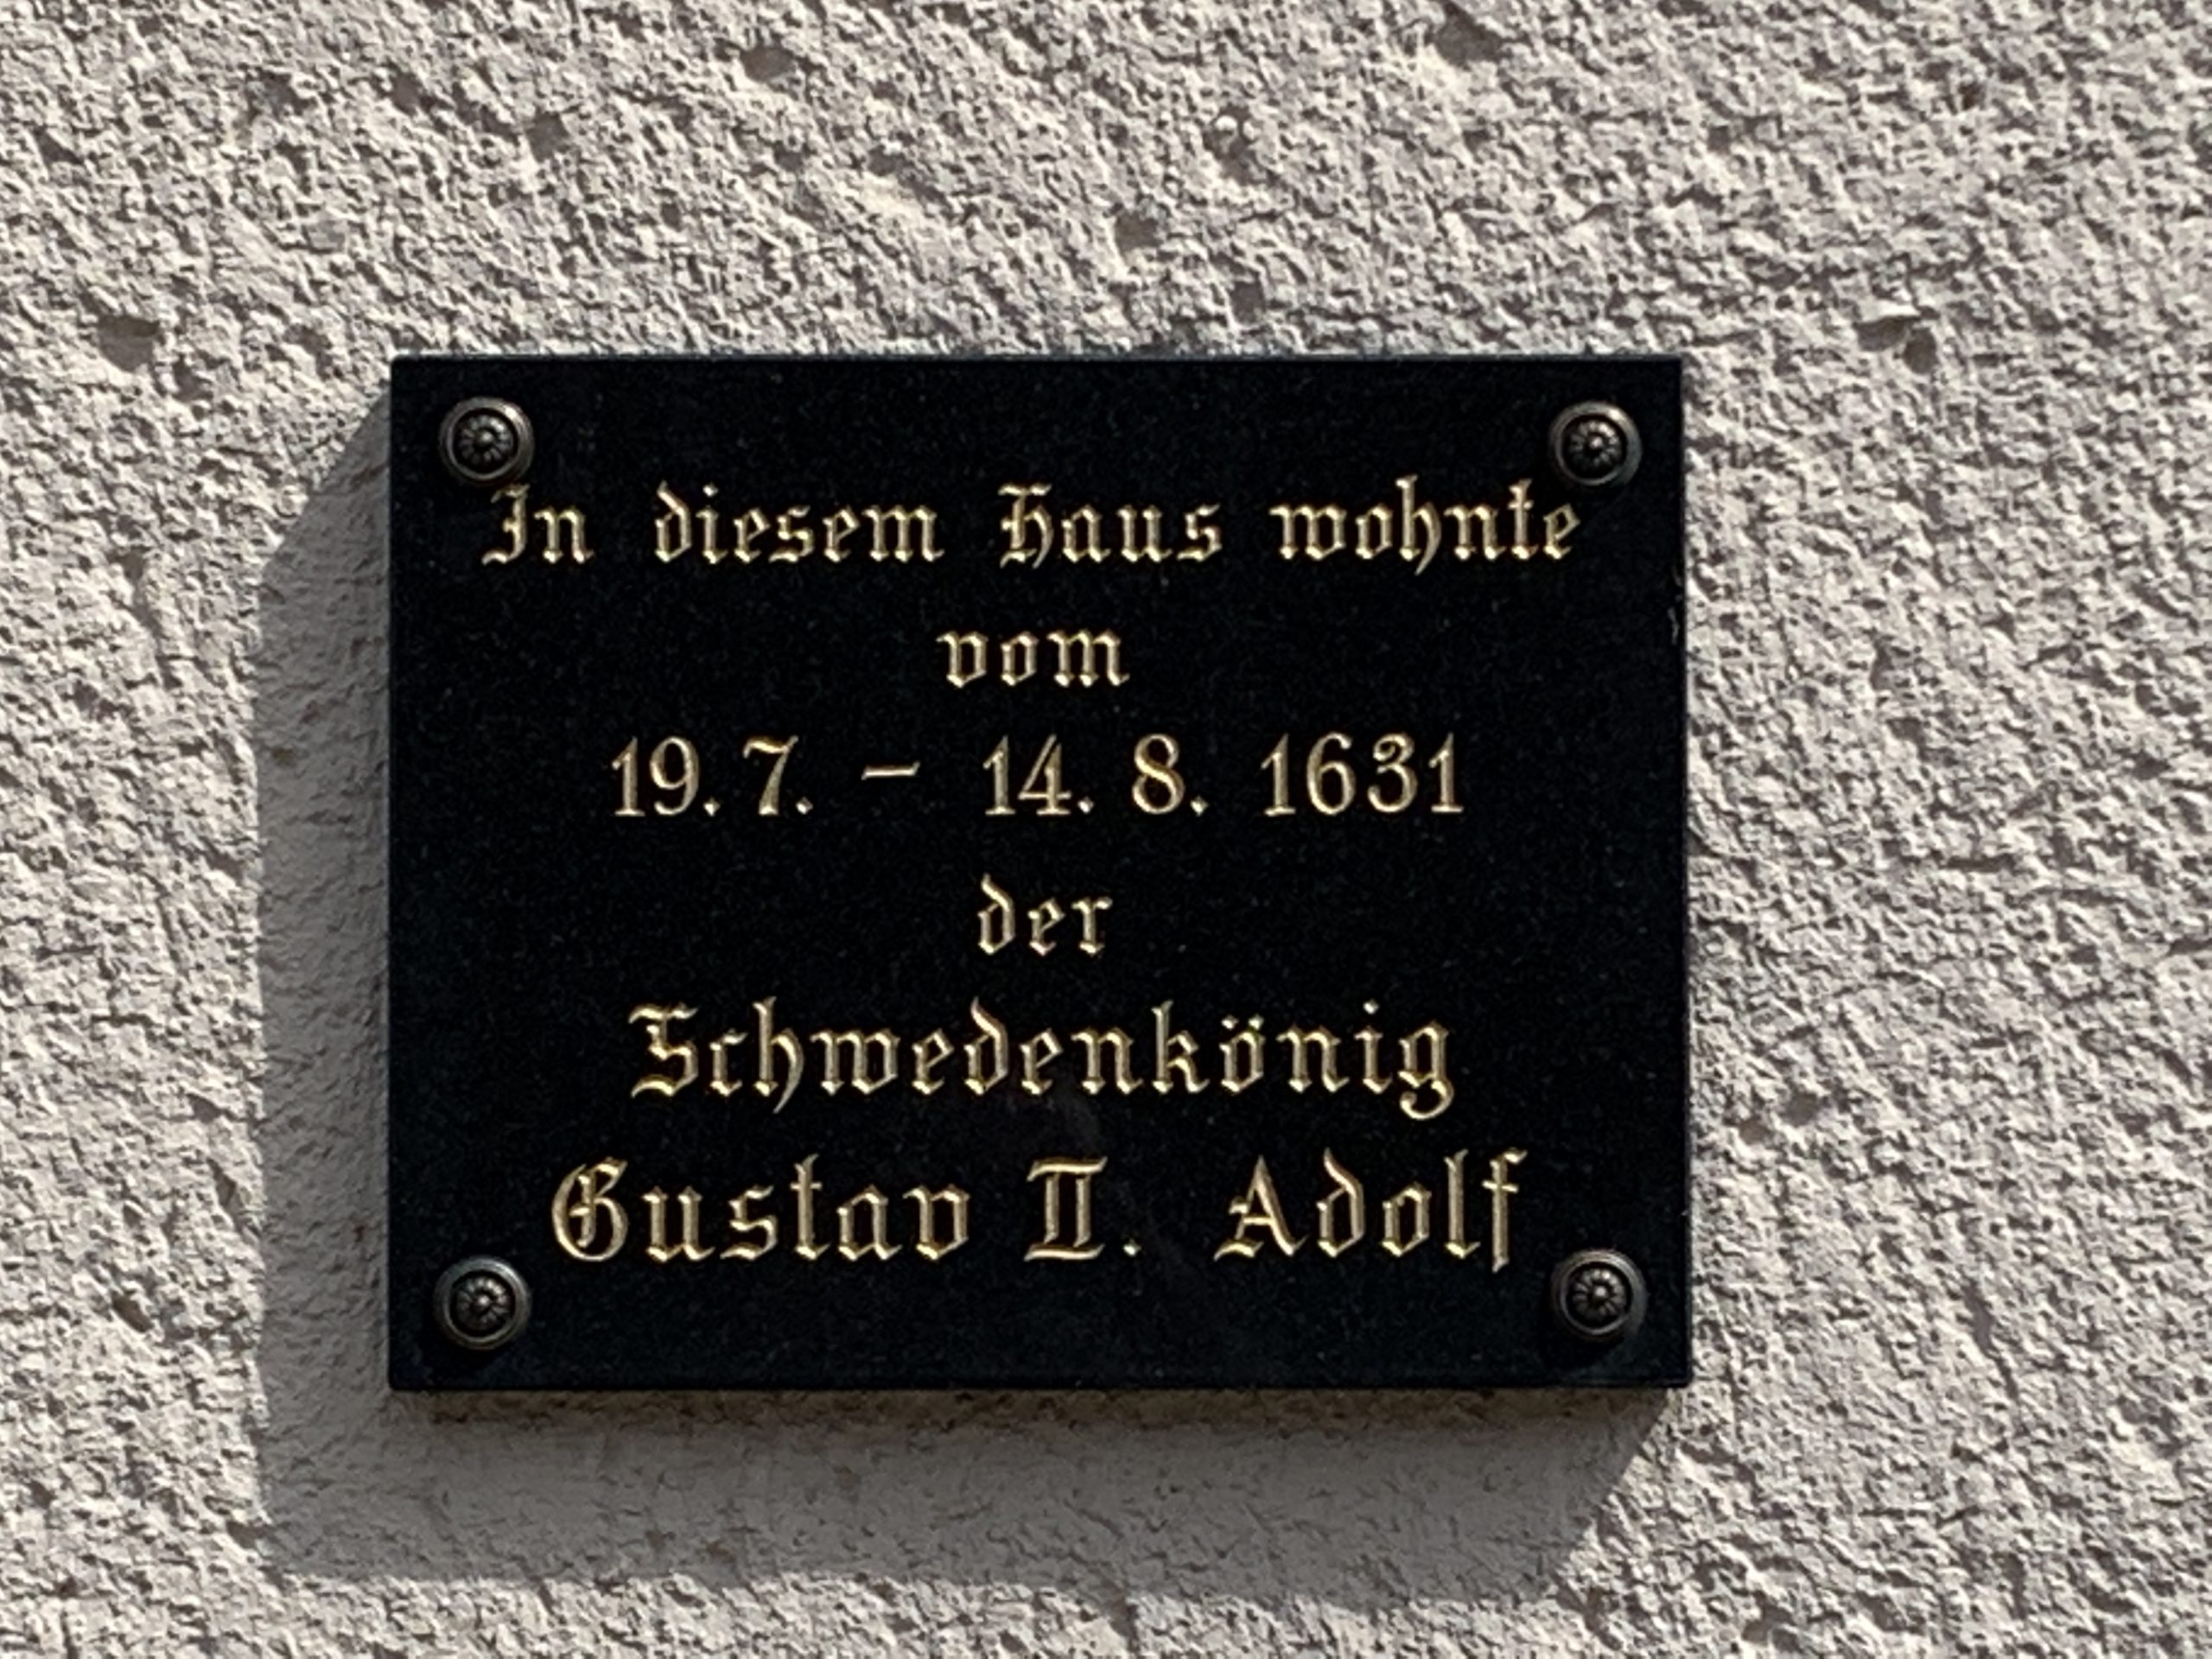 In diesem Haus wohnte
vom
19. 7. – 14. 8. 1631
der
Schwedenkönig
Gustav II. Adolf